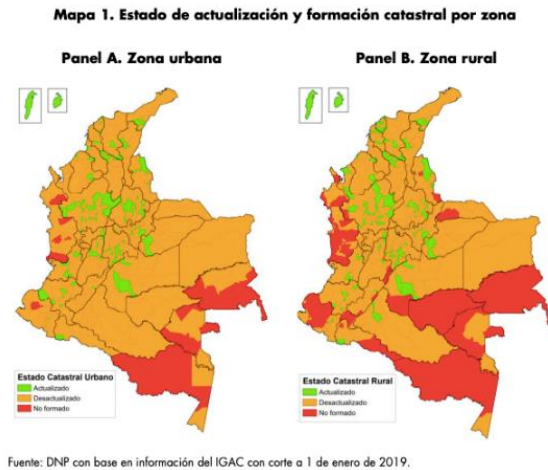 Mapa 1. Estado de actualización y formación catastral por zona
Panel A. Zona urbana
Panel B. Zona rural
Estado Catastral Urbano
Actualizado
Desactualizado
No formado
Estado Catastral Rural
Actualizado
Desactualizado
No formado
Fuente: DNP con base en información del IGAC con corte a 1 de enero de 2019.